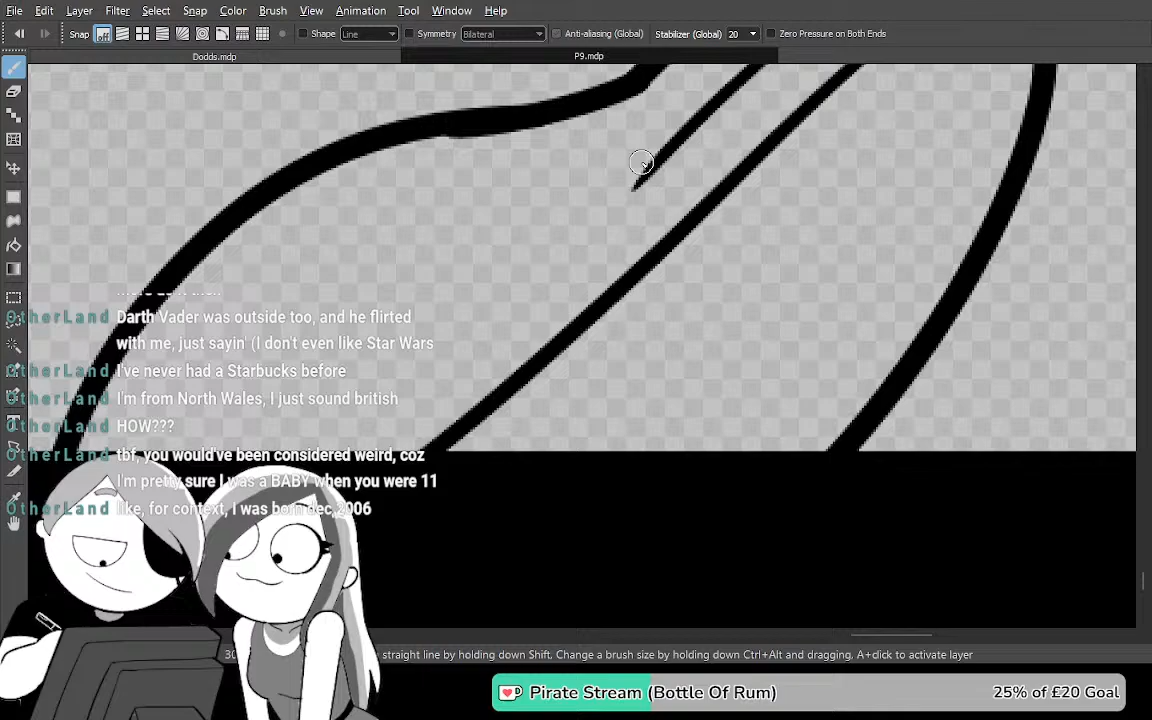 File Edit Layer Filter Select Snap Color Brush View Animation Tool Window Help
Snap off Shape Line Symmetry Bilateral Anti-aliasing (Global) Stabilizer (Global) 20 Zero Pressure on Both Ends
Dodds.mdp P9.mdp
OtherLand Darth Vader was outside too, and he flirted
with me, just sayin' (I don't even like Star Wars
OtherLand I've never had a Starbucks before
OtherLand I'm from North Wales, I just sound british
OtherLand HOW???
OtherLand tbf, you would've been considered weird, coz
I'm pretty sure I was a BABY when you were 11
OtherLand like, for context, I was born dec 2006
straight line by holding down Shift. Change a brush size by holding down Ctrl+Alt and dragging, A+click to activate layer
Pirate Stream (Bottle Of Rum) 25% of £20 Goal